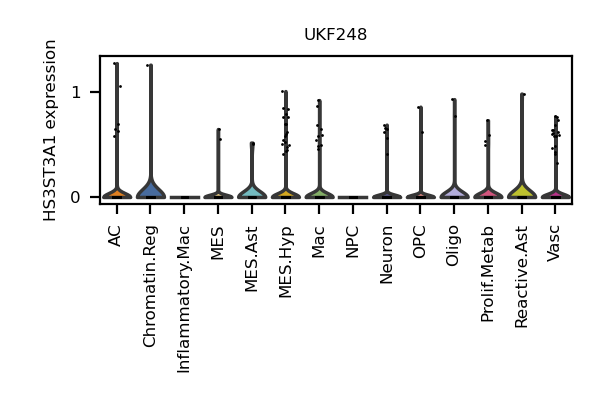 UKF248
HS3ST3A1 expression
1
0
AC
Chromatin.Reg
Inflammatory.Mac
MES
MES.Ast
MES.Hyp
Mac
NPC
Neuron
OPC
Oligo
Prolif.Metab
Reactive.Ast
Vasc